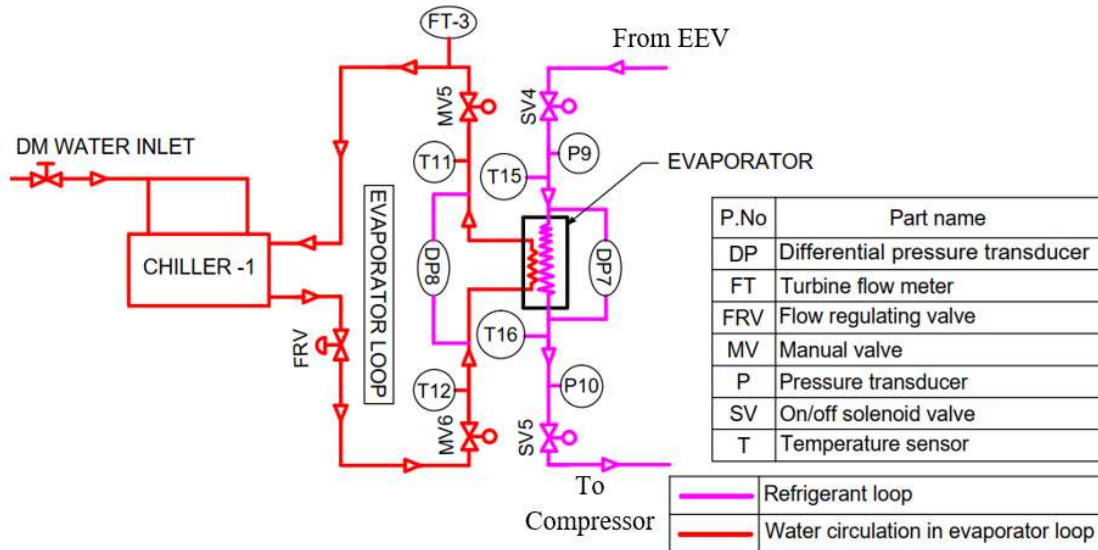 FT-3
From EEV
MV5
SV4
DM WATER INLET
T11
P9
T15
EVAPORATOR
EVAPORATOR LOOP
CHILLER -1
DP8
DP7
FRV
T16
T12
P10
MV6
SV5
To
Compressor
P.No Part name
DP Differential pressure transducer
FT Turbine flow meter
FRV Flow regulating valve
MV Manual valve
P Pressure transducer
SV On/off solenoid valve
T Temperature sensor
Refrigerant loop
Water circulation in evaporator loop